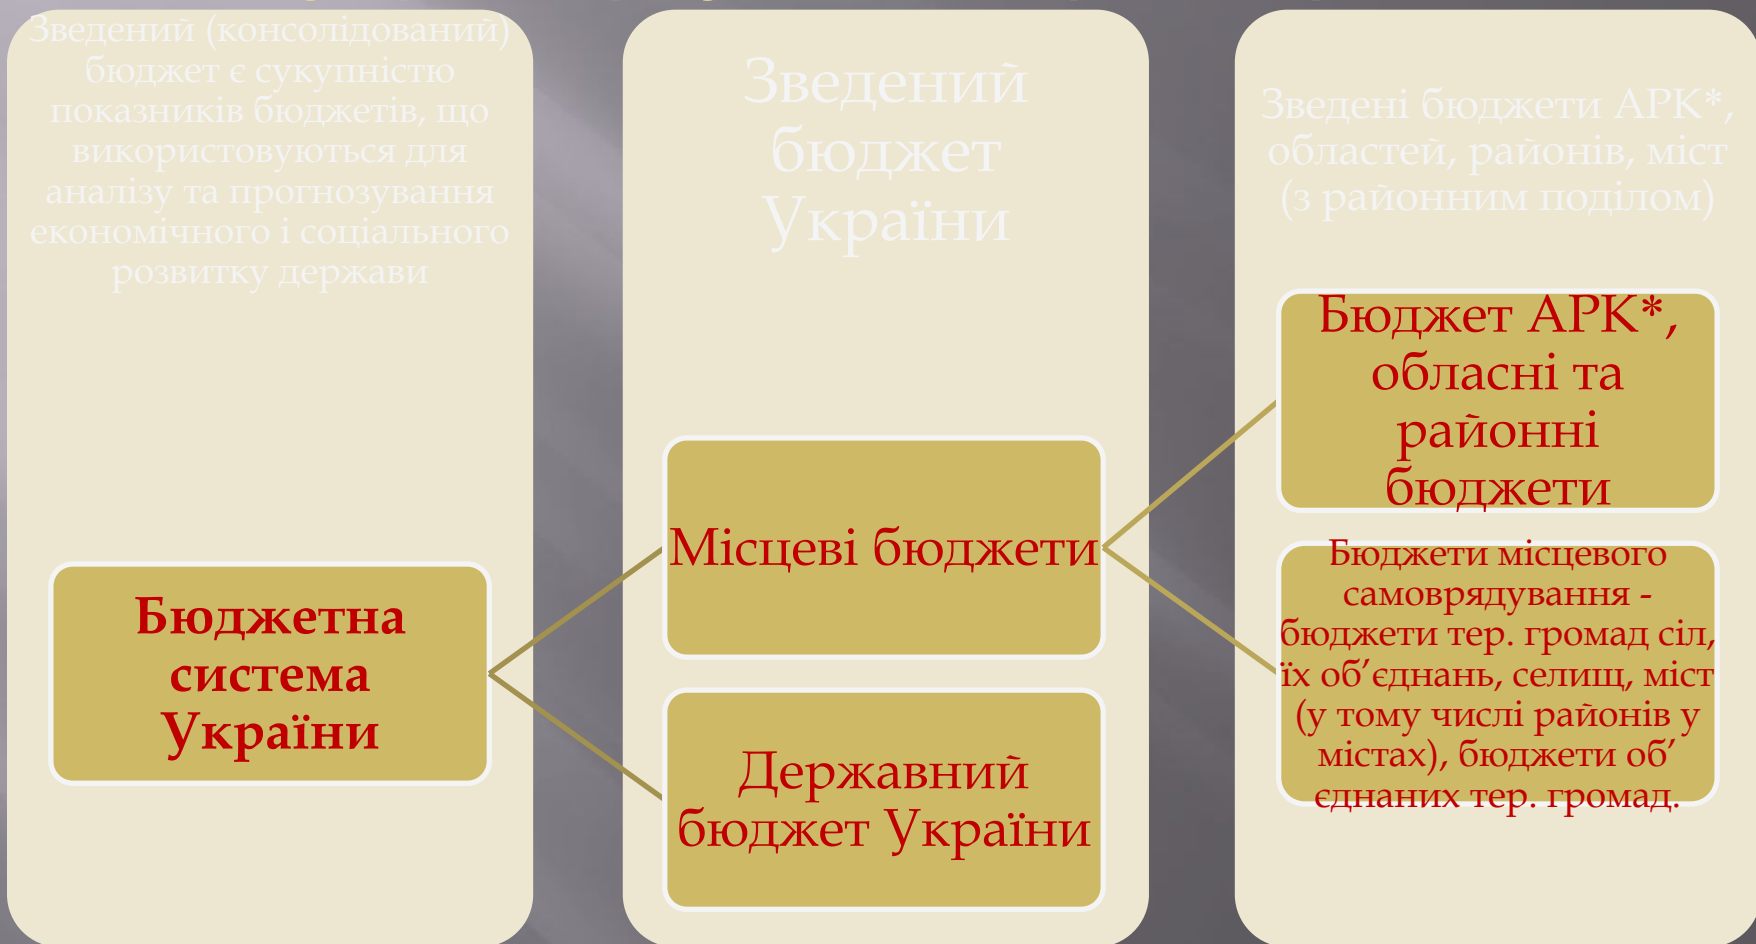 Зведений (консолідований)
бюджет є сукупністю
показників бюджетів, що
використовуються для
аналізу та прогнозування
економічного і соціального
розвитку держави
Бюджетна
система
України
Зведений
бюджет
України
Місцеві бюджети
Державний
бюджет України
Зведені бюджети АРК*,
областей, районів, міст
(з районним поділом)
Бюджет АРК*,
обласні та
районні
бюджети
Бюджети місцевого
самоврядування -
бюджети тер. громад сіл,
їх об’єднань, селищ, міст
(у тому числі районів у
містах), бюджети об’
єднаних тер. громад.